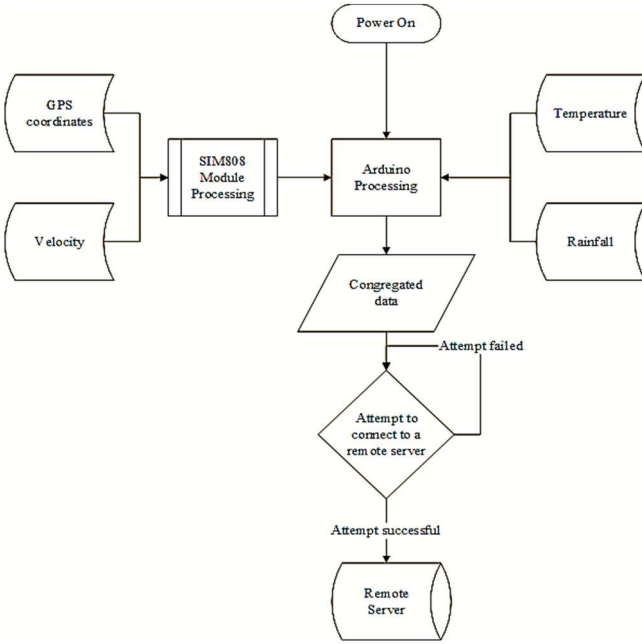 Power On
GPS
coordinates
SIM808
Module
Processing
Arduino
Processing
Temperature
Velocity
Rainfall
Congregated
data
Attempt failed
Attempt to
connect to a
remote server
Attempt successful
Remote
Server